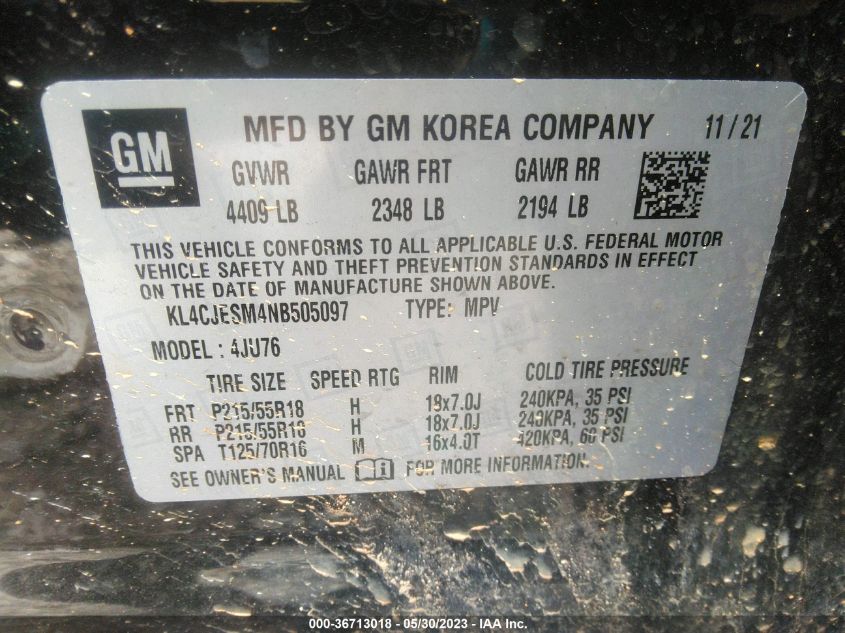 GM
MFD BY GM KOREA COMPANY 11/21
GVWR GAWR FRT GAWR RR
4409 LB 2348 LB 2194 LB
THIS VEHICLE CONFORMS TO ALL APPLICABLE U.S. FEDERAL MOTOR
VEHICLE SAFETY AND THEFT PREVENTION STANDARDS IN EFFECT
ON THE DATE OF MANUFACTURE SHOWN ABOVE.
KL4CJESM4NB505097 TYPE: MPV
MODEL : 4JU76
TIRE SIZE SPEED RTG RIM COLD TIRE PRESSURE
FRT P215/55R18 H 18x7.0J 240KPA, 35 PSI
RR P215/55R18 H 18x7.0J 240KPA, 35 PSI
SPA T125/70R16 M 16x4.0T 420KPA, 60 PSI
SEE OWNER'S MANUAL FOR MORE INFORMATION.
000-36713018 - 05/30/2023 - IAA Inc.